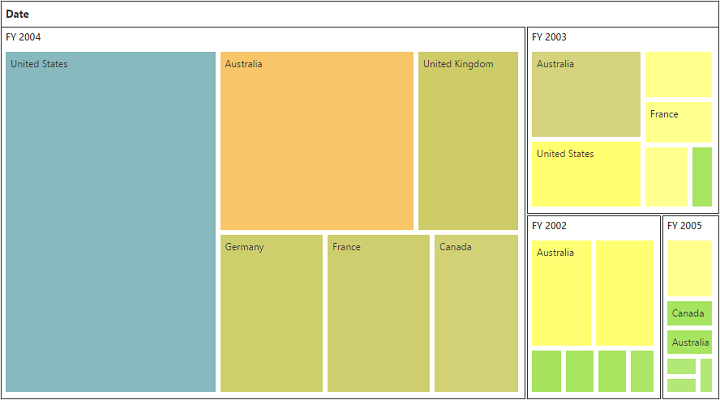 Date
FY 2004
United States
Australia
United Kingdom
Germany
France
Canada
FY 2003
Australia
France
United States
FY 2002
Australia
FY 2005
Canada
Australia